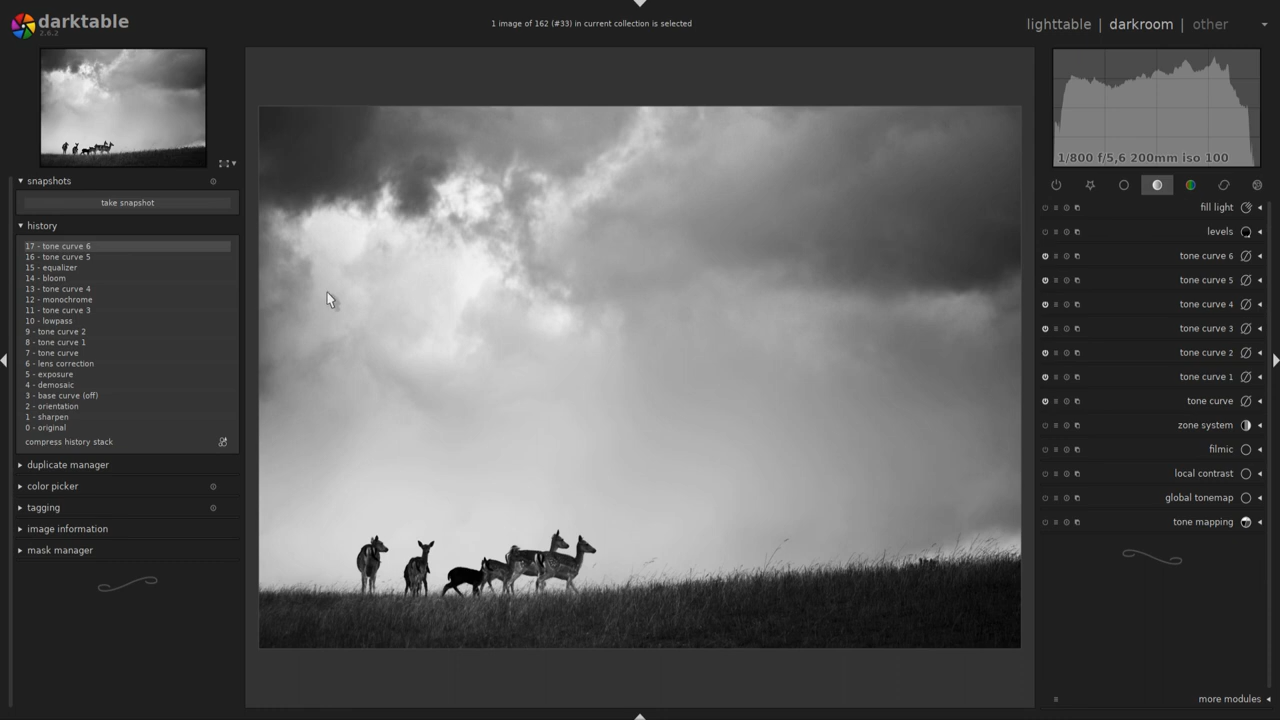 darktable
2.6.2
1 image of 162 (#33) in current collection is selected
lighttable | darkroom | other
snapshots
take snapshot
history
17 - tone curve 6
16 - tone curve 5
15 - equalizer
14 - bloom
13 - tone curve 4
12 - monochrome
11 - tone curve 3
10 - lowpass
9 - tone curve 2
8 - tone curve 1
7 - tone curve
6 - lens correction
5 - exposure
4 - demosaic
3 - base curve (off)
2 - orientation
1 - sharpen
0 - original
compress history stack
duplicate manager
color picker
tagging
image information
mask manager
1/800 f/5,6 200mm iso 100
fill light
levels
tone curve 6
tone curve 5
tone curve 4
tone curve 3
tone curve 2
tone curve 1
tone curve
zone system
filmic
local contrast
global tonemap
tone mapping
more modules